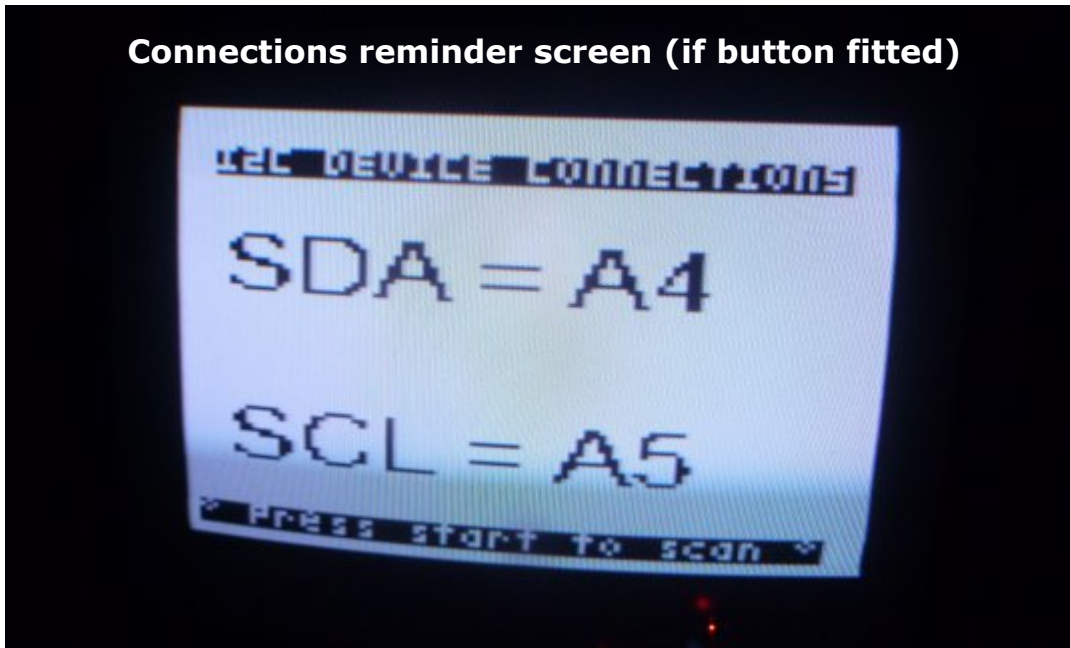 Connections reminder screen (if button fitted)
I2C DEVICE CONNECTIONS
SDA = A4
SCL = A5
Press start to scan